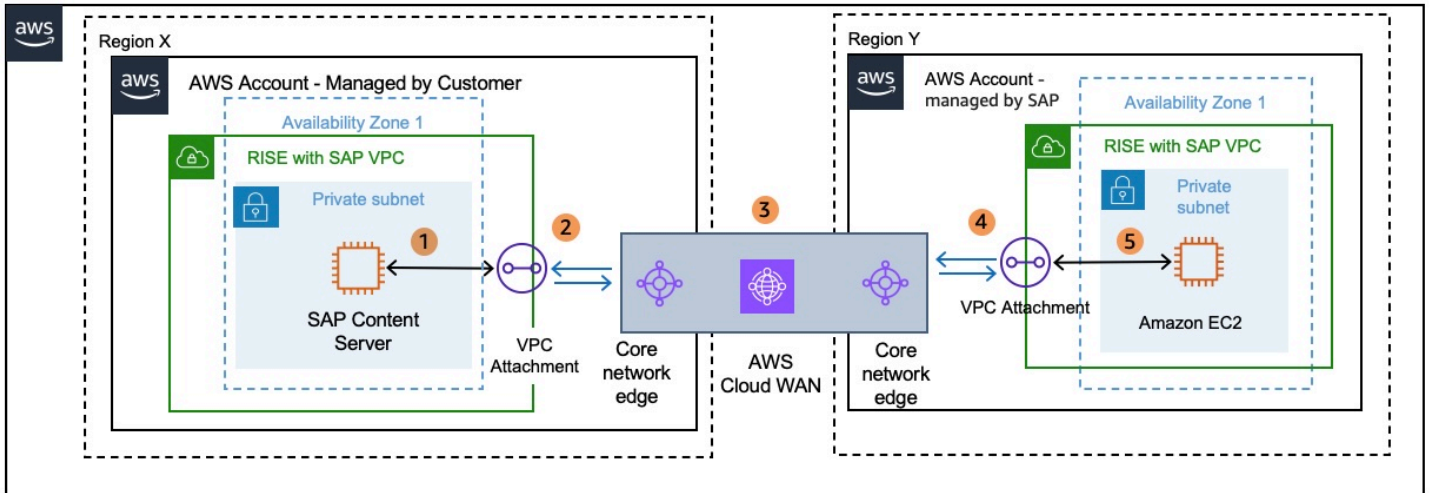 aws
Region X
aws
AWS Account - Managed by Customer
Availability Zone 1
RISE with SAP VPC
Private subnet
1
SAP Content
Server
2
VPC
Attachment
Core
network
edge
3
AWS
Cloud WAN
Region Y
aws
AWS Account -
managed by SAP
Availability Zone 1
RISE with SAP VPC
Private
subnet
4
VPC Attachment
5
Amazon EC2
Core
network
edge